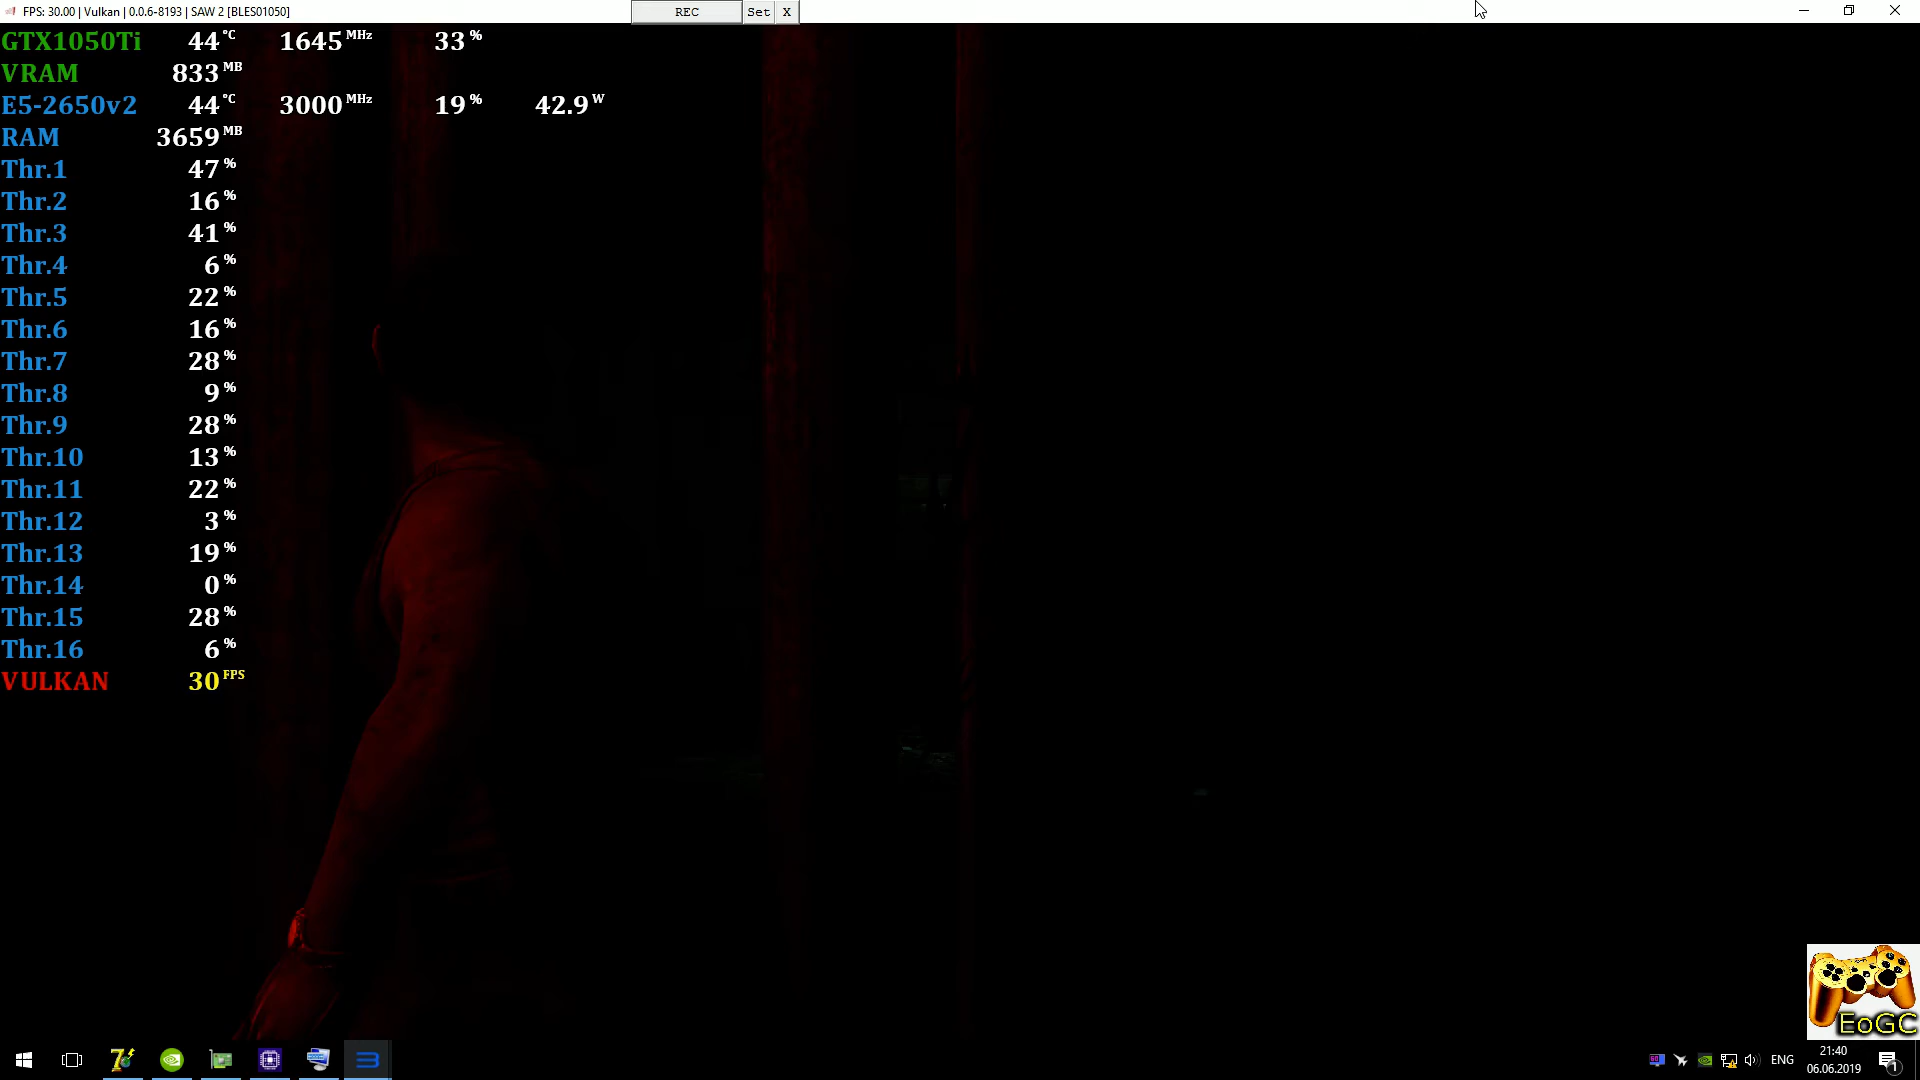 FPS: 30.00 | Vulkan | 0.0.6-8193 | SAW 2 [BLES01050]
REC Set X
GTX1050Ti 44 °C 1645 MHz 33 %
VRAM 833 MB
E5-2650v2 44 °C 3000 MHz 19 % 42.9 W
RAM 3659 MB
Thr.1 47 %
Thr.2 16 %
Thr.3 41 %
Thr.4 6 %
Thr.5 22 %
Thr.6 16 %
Thr.7 28 %
Thr.8 9 %
Thr.9 28 %
Thr.10 13 %
Thr.11 22 %
Thr.12 3 %
Thr.13 19 %
Thr.14 0 %
Thr.15 28 %
Thr.16 6 %
VULKAN 30 FPS
EoGC
ENG
21:40
06.06.2019
1